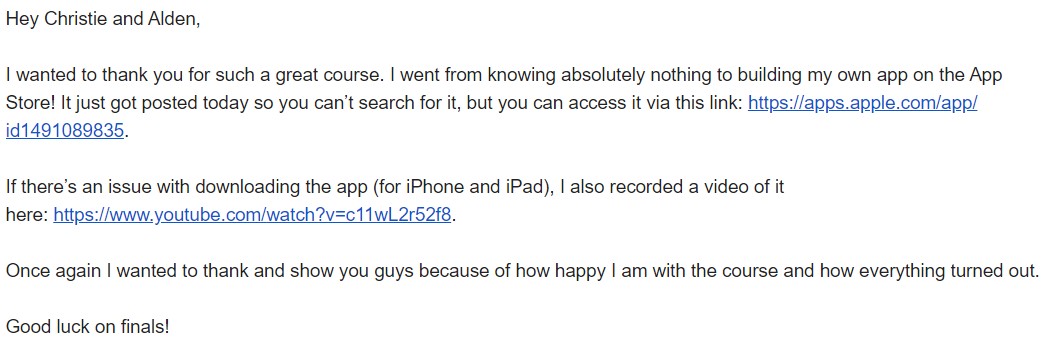 Hey Christie and Alden,
I wanted to thank you for such a great course. I went from knowing absolutely nothing to building my own app on the App
Store! It just got posted today so you can’t search for it, but you can access it via this link: https://apps.apple.com/app/
id1491089835.
If there’s an issue with downloading the app (for iPhone and iPad), I also recorded a video of it
here: https://www.youtube.com/watch?v=c11wL2r52f8.
Once again I wanted to thank and show you guys because of how happy I am with the course and how everything turned out.
Good luck on finals!